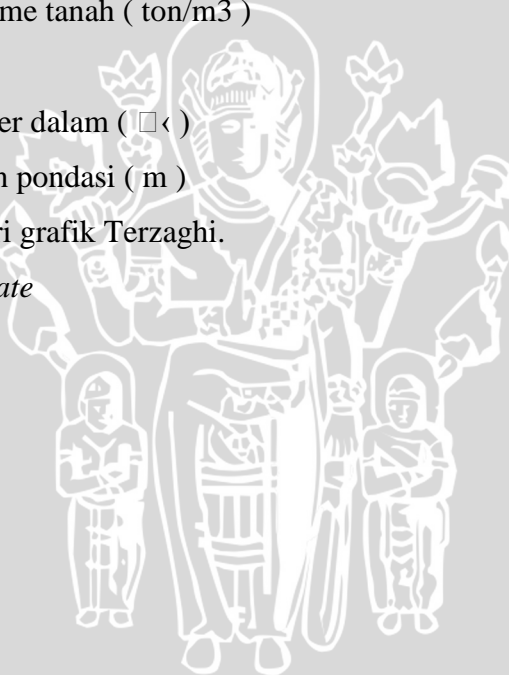 me tanah ( ton/m3 )
er dalam ( □‹ )
n pondasi ( m )
ri grafik Terzaghi.
ate